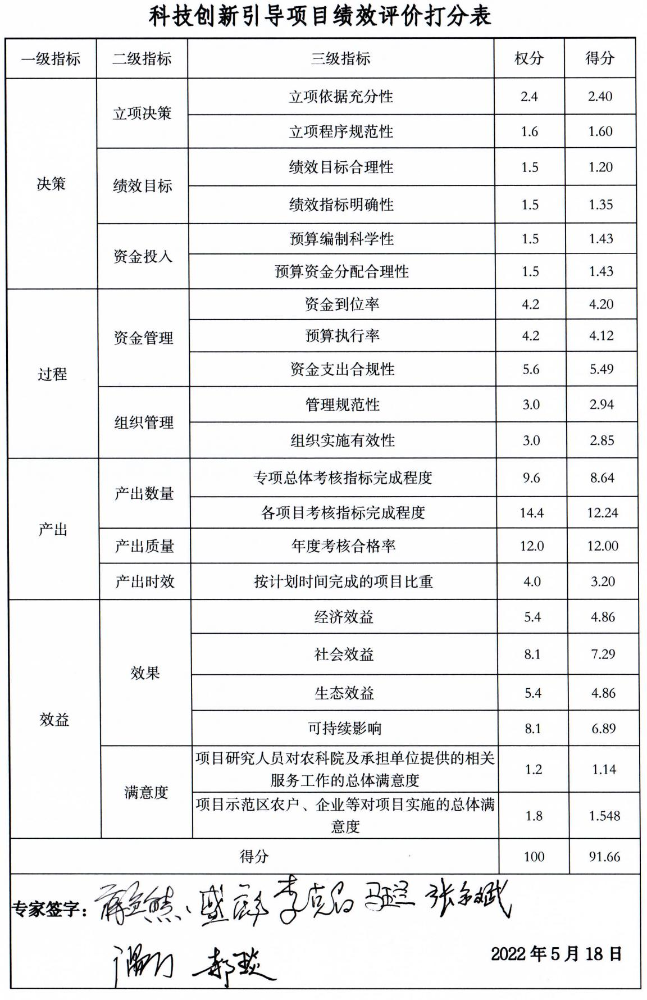 科技创新引导项目绩效评价打分表
一级指标 二级指标 三级指标 权分 得分
决策 立项决策 立项依据充分性 2.4 2.40
立项程序规范性 1.6 1.60
绩效目标 绩效目标合理性 1.5 1.20
绩效指标明确性 1.5 1.35
资金投入 预算编制科学性 1.5 1.43
预算资金分配合理性 1.5 1.43
过程 资金管理 资金到位率 4.2 4.20
预算执行率 4.2 4.12
资金支出合规性 5.6 5.49
组织管理 管理规范性 3.0 2.94
组织实施有效性 3.0 2.85
产出 产出数量 专项总体考核指标完成程度 9.6 8.64
各项目考核指标完成程度 14.4 12.24
产出质量 年度考核合格率 12.0 12.00
产出时效 按计划时间完成的项目比重 4.0 3.20
效益 效果 经济效益 5.4 4.86
社会效益 8.1 7.29
生态效益 5.4 4.86
可持续影响 8.1 6.89
满意度 项目研究人员对农科院及承担单位提供的相关
服务工作的总体满意度 1.2 1.14
项目示范区农户、企业等对项目实施的总体满
意度 1.8 1.548
得分 100 91.66
专家签字：
郝琰
2022年5月18日